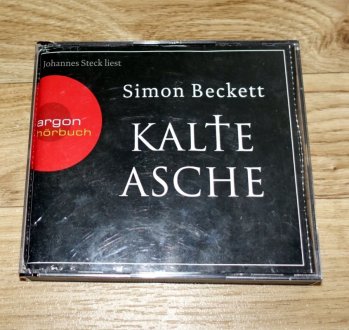 Johannes Steck liest
Simon Beckett
argon
hörbuch
KALTE
ASCHE